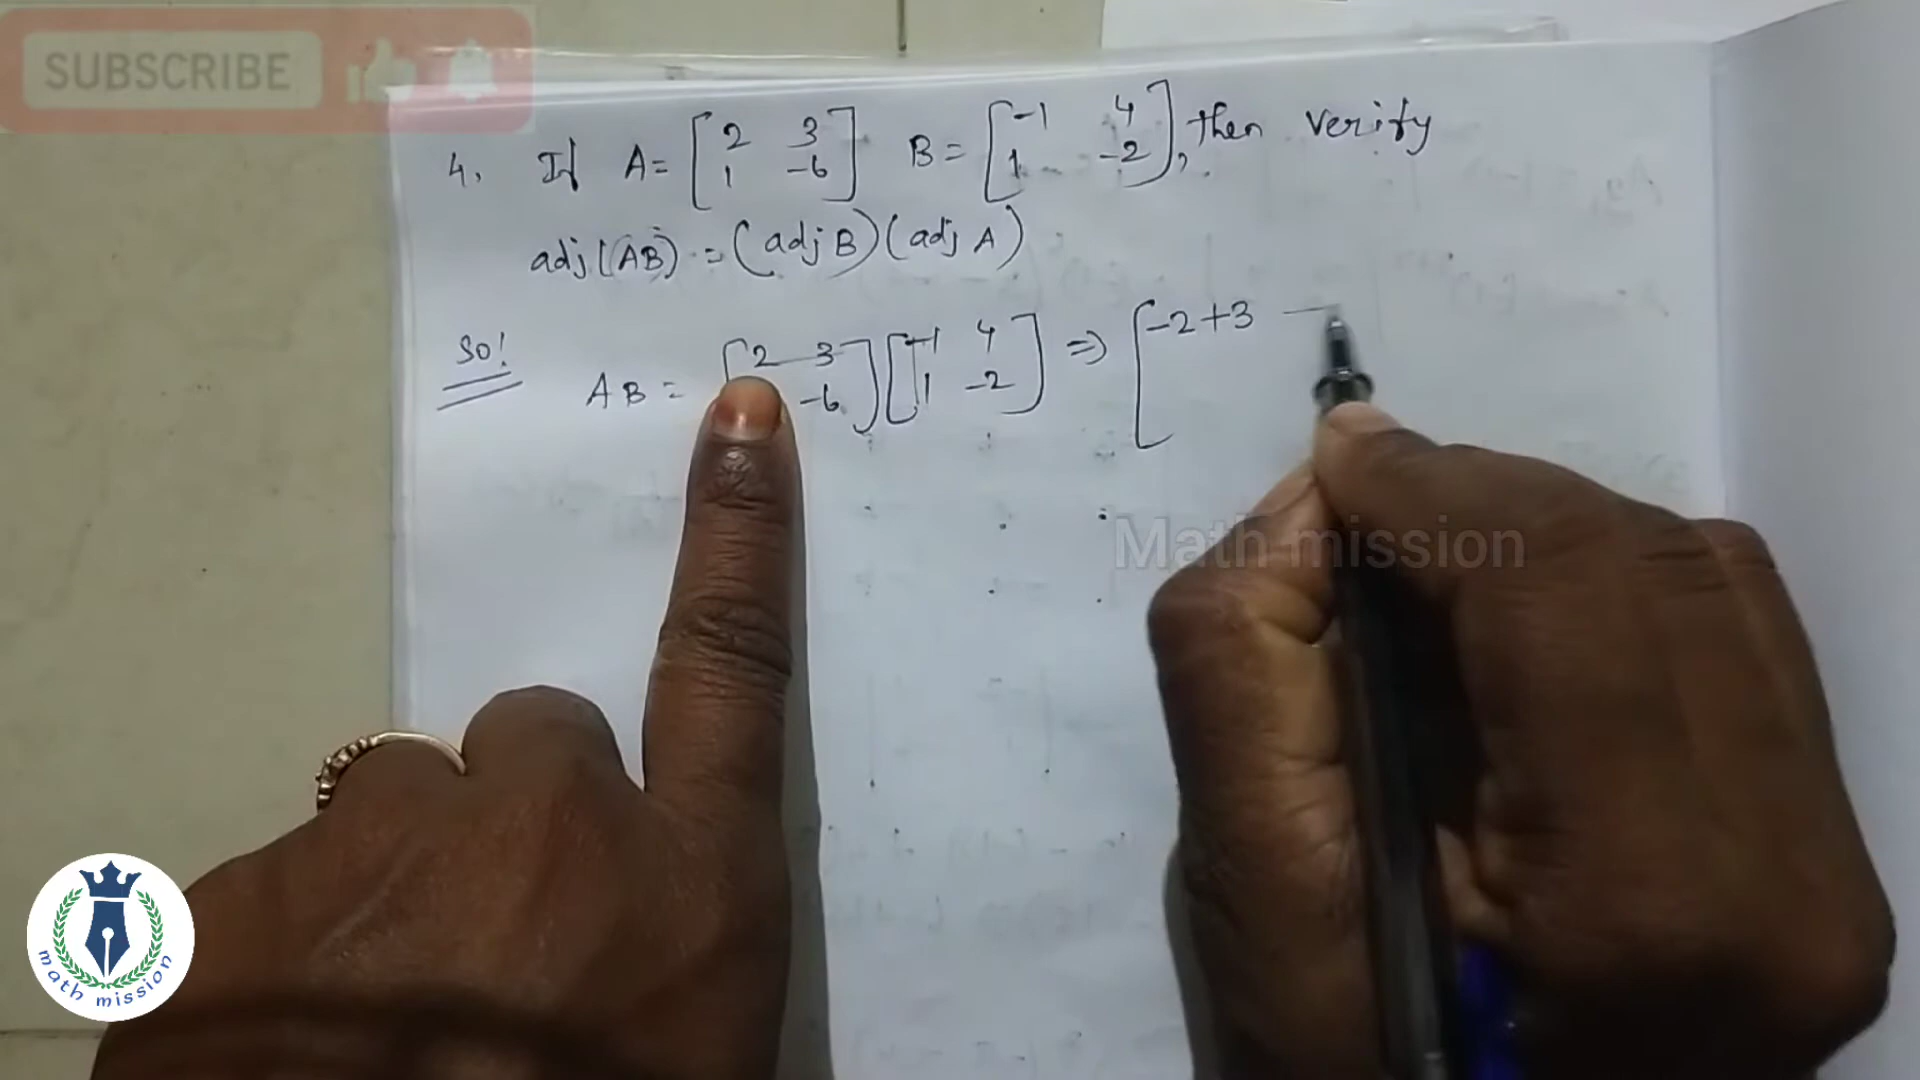 SUBSCRIBE
4. If A = [2 3 1 -6] B = [-1 4 1 -2], then verify
adj (AB) = (adj B) (adj A)
So!
AB = [2 3 -6] [-1 4 1 -2] ⇒ [-2+3 —
Math mission
math mission